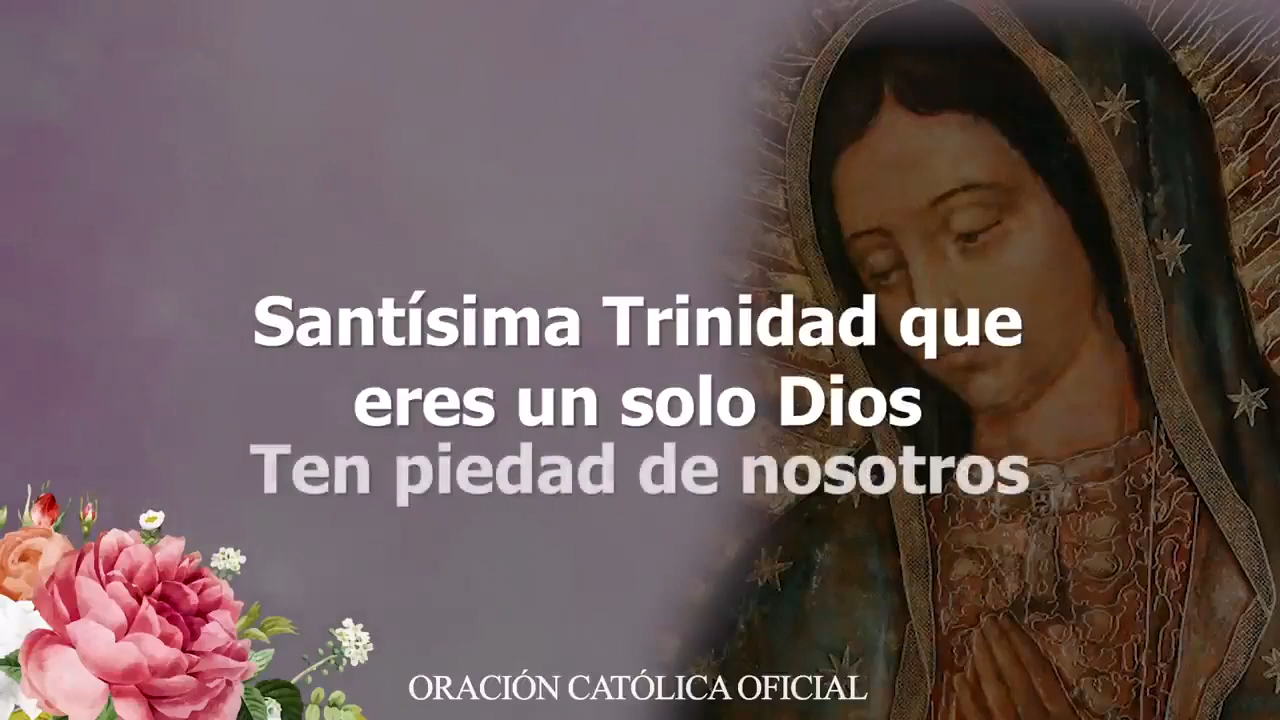 Santísima Trinidad que
eres un solo Dios
Ten piedad de nosotros
ORACIÓN CATÓLICA OFICIAL